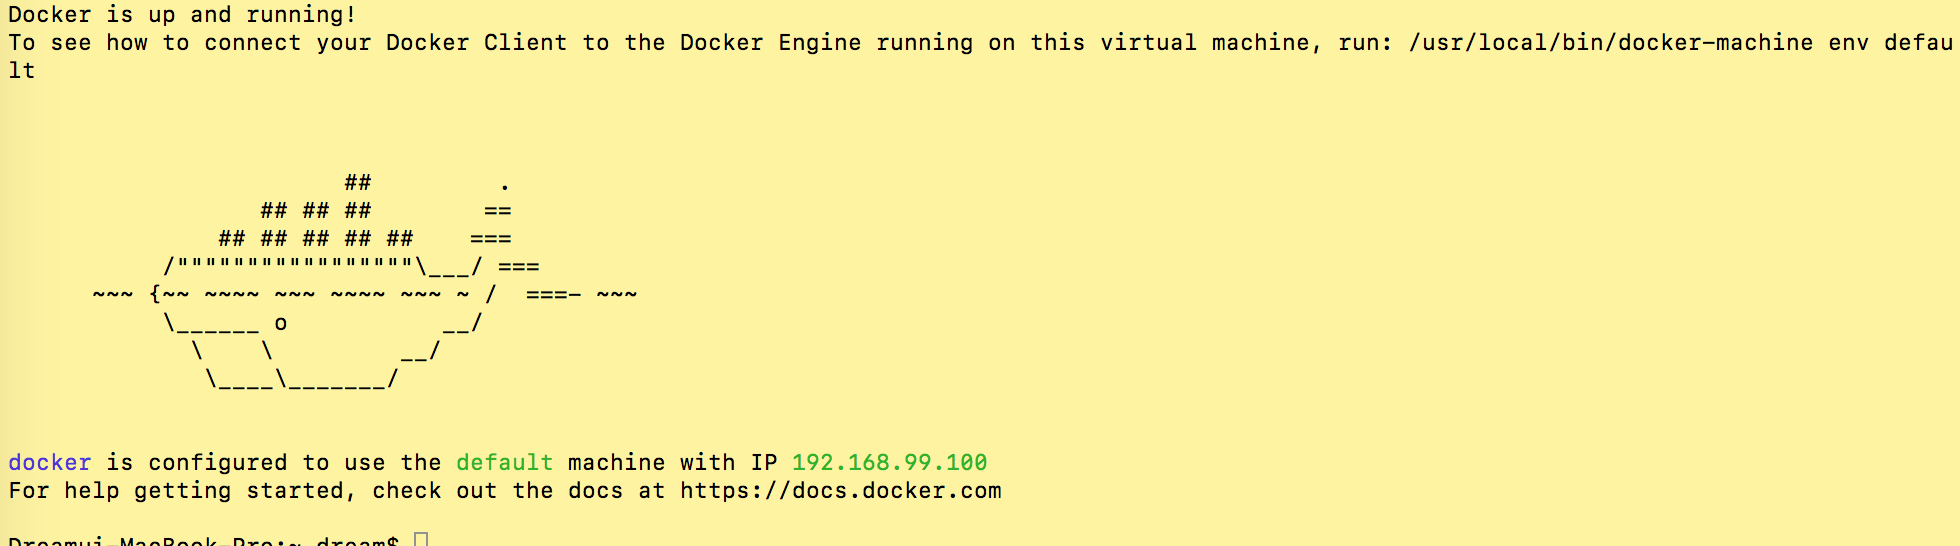 Docker is up and running!
To see how to connect your Docker Client to the Docker Engine running on this virtual machine, run: /usr/local/bin/docker-machine env defau
lt
                        ##         .
                  ## ## ##        ==
               ## ## ## ## ##    ===
           /"""""""""""""""""\___/ ===
      ~~~ {~~ ~~~~ ~~~ ~~~~ ~~~ ~ /  ===- ~~~
           \______ o           __/
             \    \         __/
              \____\_______/
docker is configured to use the default machine with IP 192.168.99.100
For help getting started, check out the docs at https://docs.docker.com
Dreamui-MacBook-Pro:~ dream$